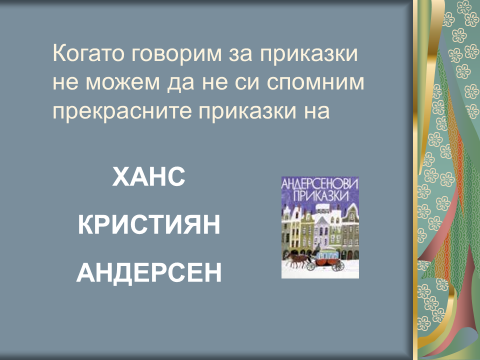 Когато говорим за приказки
не можем да не си спомним
прекрасните приказки на
ХАНС
КРИСТИЯН
АНДЕРСЕН
АНДЕРСЕНОВИ
ПРИКАЗКИ